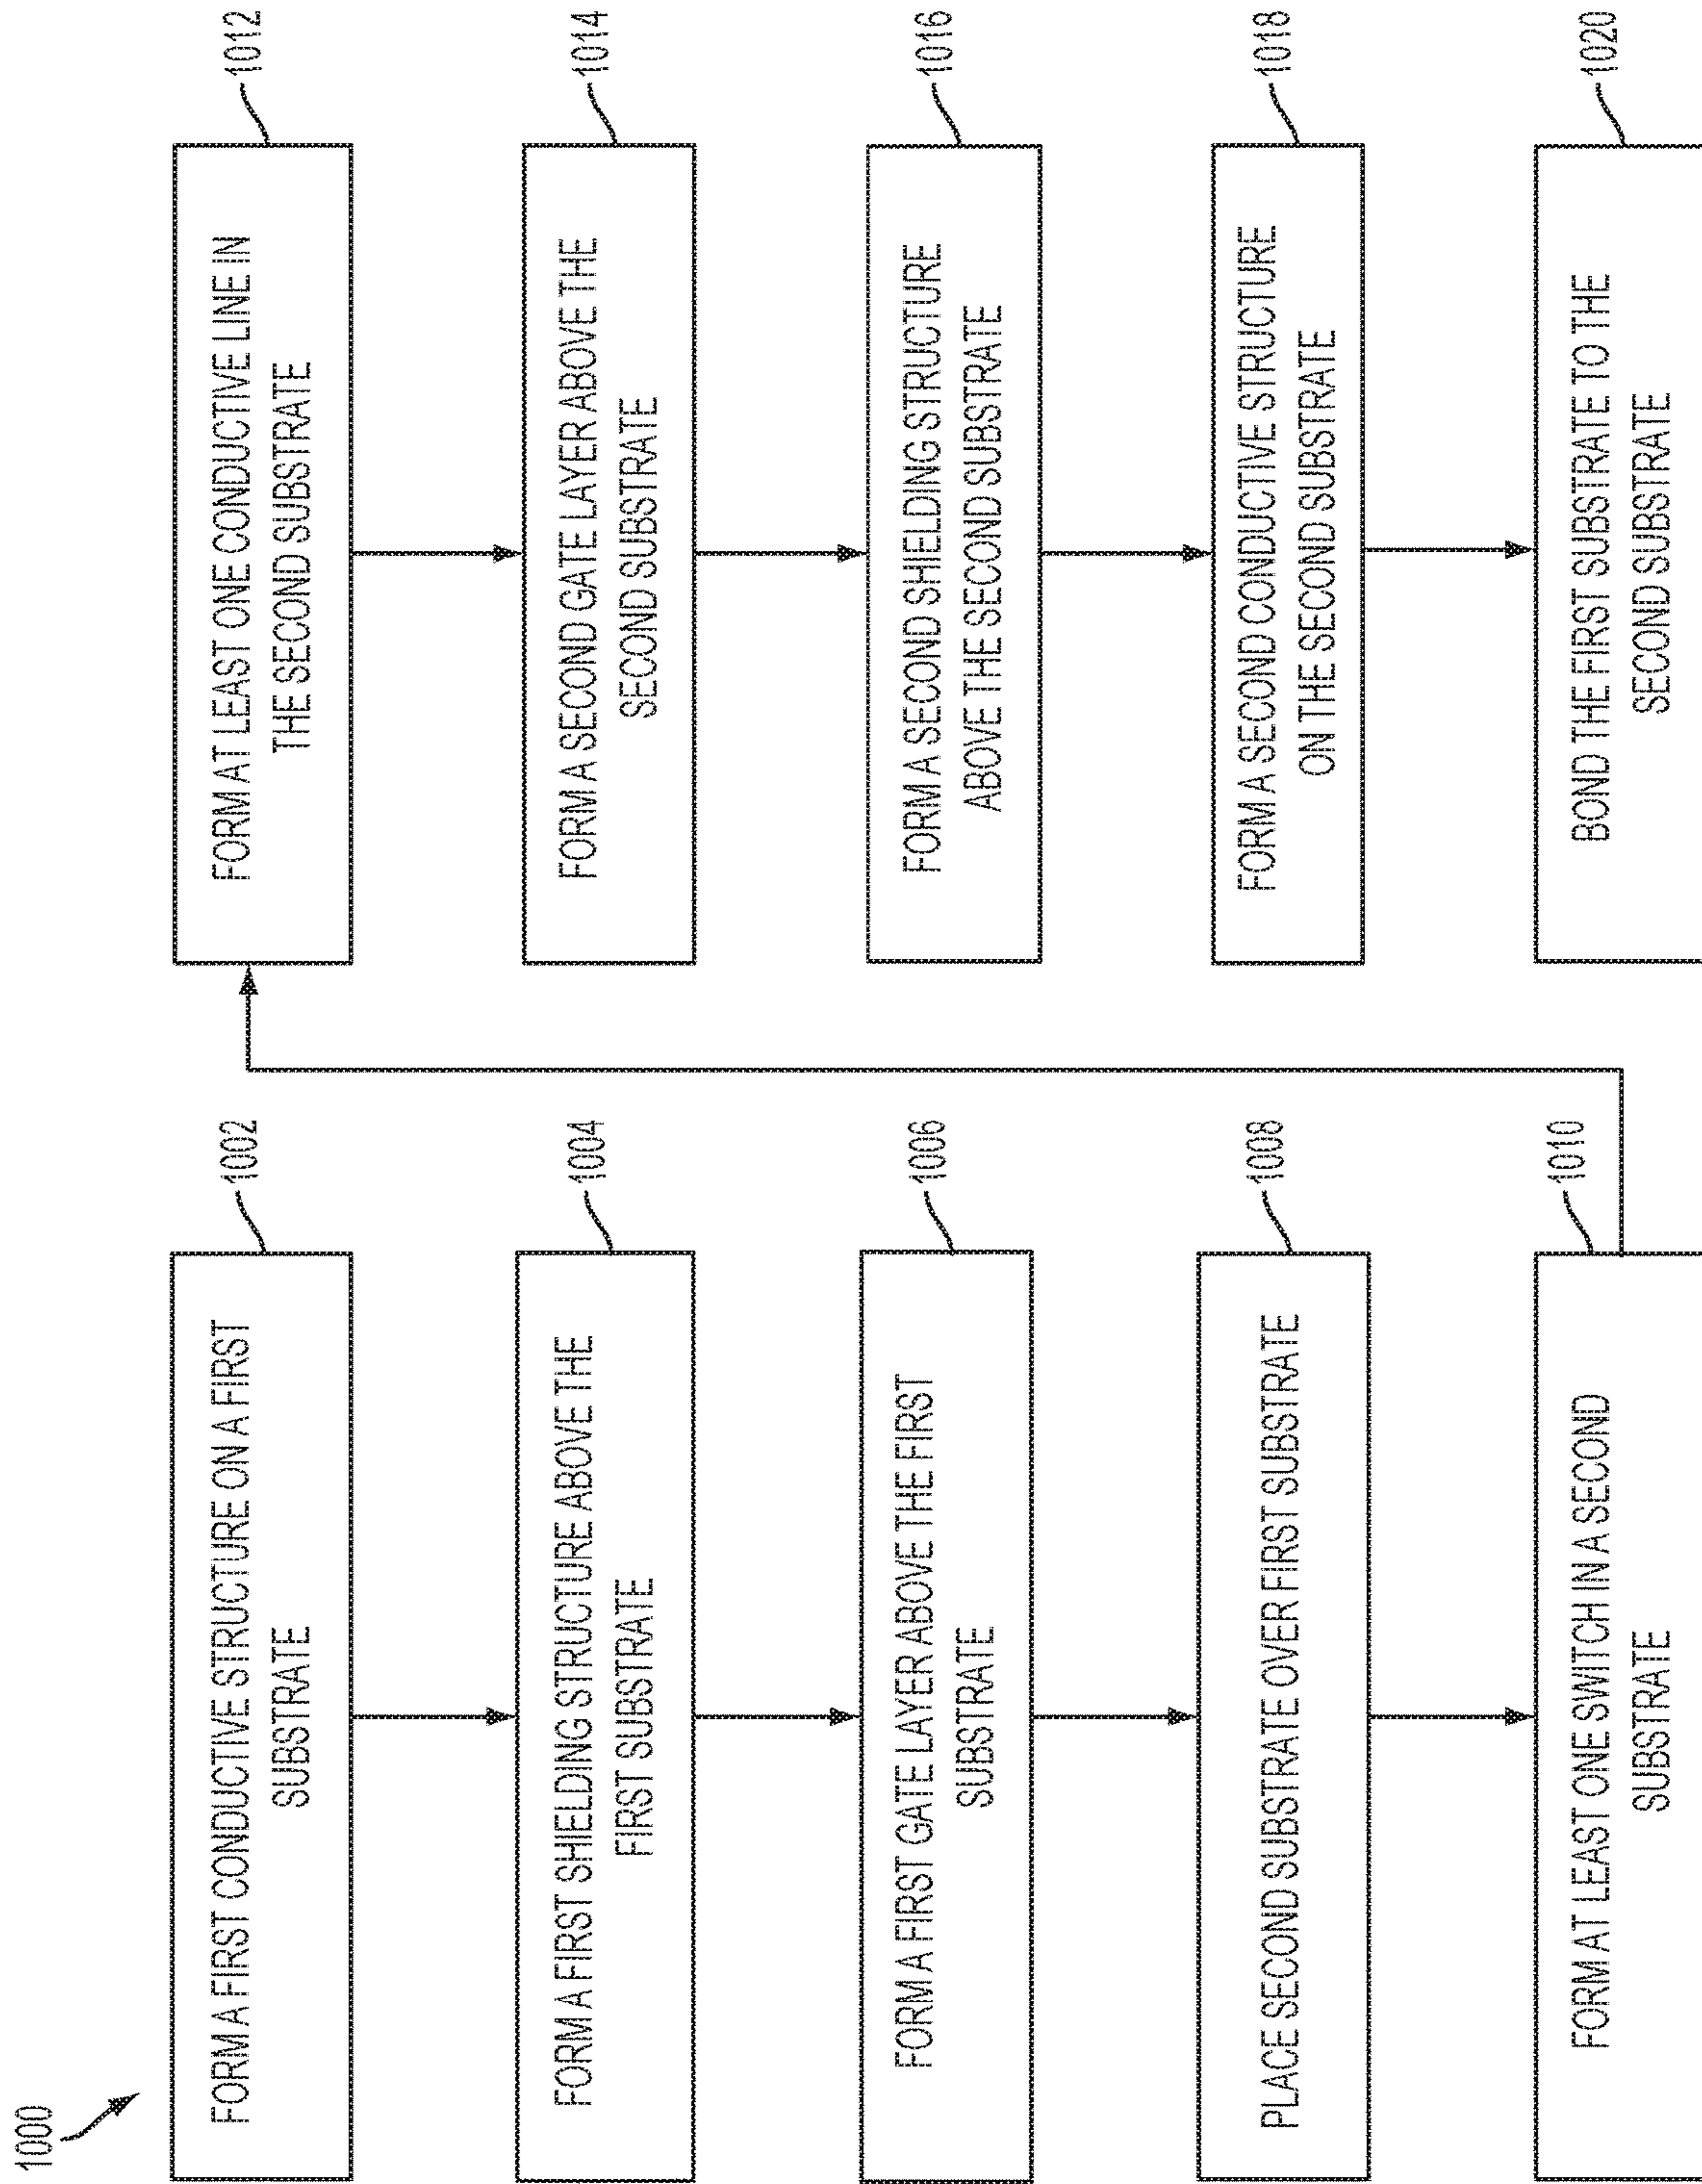 1000
FORM A FIRST CONDUCTIVE STRUCTURE ON A FIRST
SUBSTRATE
1002
FORM A FIRST SHIELDING STRUCTURE ABOVE THE
FIRST SUBSTRATE
1004
FORM A FIRST GATE LAYER ABOVE THE FIRST
SUBSTRATE
1006
PLACE SECOND SUBSTRATE OVER FIRST SUBSTRATE
1008
FORM AT LEAST ONE SWITCH IN A SECOND
SUBSTRATE
1010
FORM AT LEAST ONE CONDUCTIVE LINE IN
THE SECOND SUBSTRATE
1012
FORM A SECOND GATE LAYER ABOVE THE
SECOND SUBSTRATE
1014
FORM A SECOND SHIELDING STRUCTURE
ABOVE THE SECOND SUBSTRATE
1016
FORM A SECOND CONDUCTIVE STRUCTURE
ON THE SECOND SUBSTRATE
1018
BOND THE FIRST SUBSTRATE TO THE
SECOND SUBSTRATE
1020